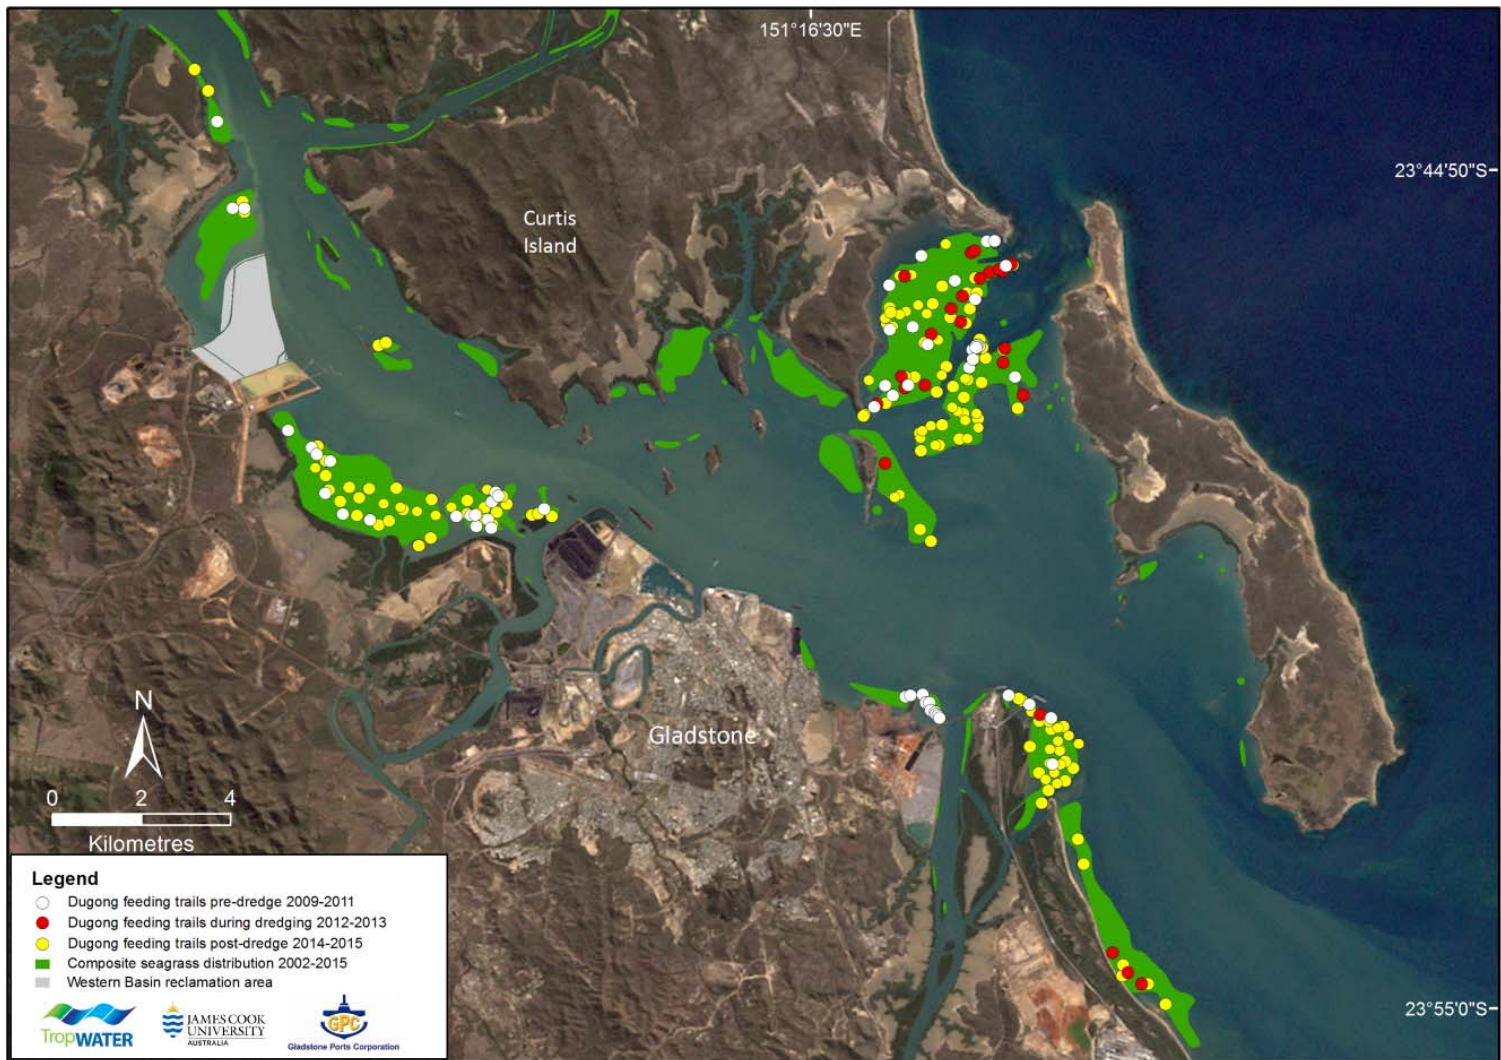 151°16'30"E
23°44'50"S
Curtis
Island
Gladstone
N
0 2 4
Kilometres
23°55'0"S
Legend
Dugong feeding trails pre-dredge 2009-2011
Dugong feeding trails during dredging 2012-2013
Dugong feeding trails post-dredge 2014-2015
Composite seagrass distribution 2002-2015
Western Basin reclamation area
TropWATER
JAMES COOK
UNIVERSITY
AUSTRALIA
GPC
Gladstone Ports Corporation